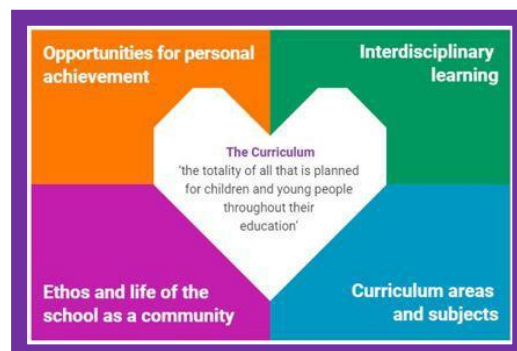 Opportunities for personal
achievement
Interdisciplinary
learning
The Curriculum
'the totality of all that is planned
for children and young people
throughout their
education'
Ethos and life of the
school as a community
Curriculum areas
and subjects